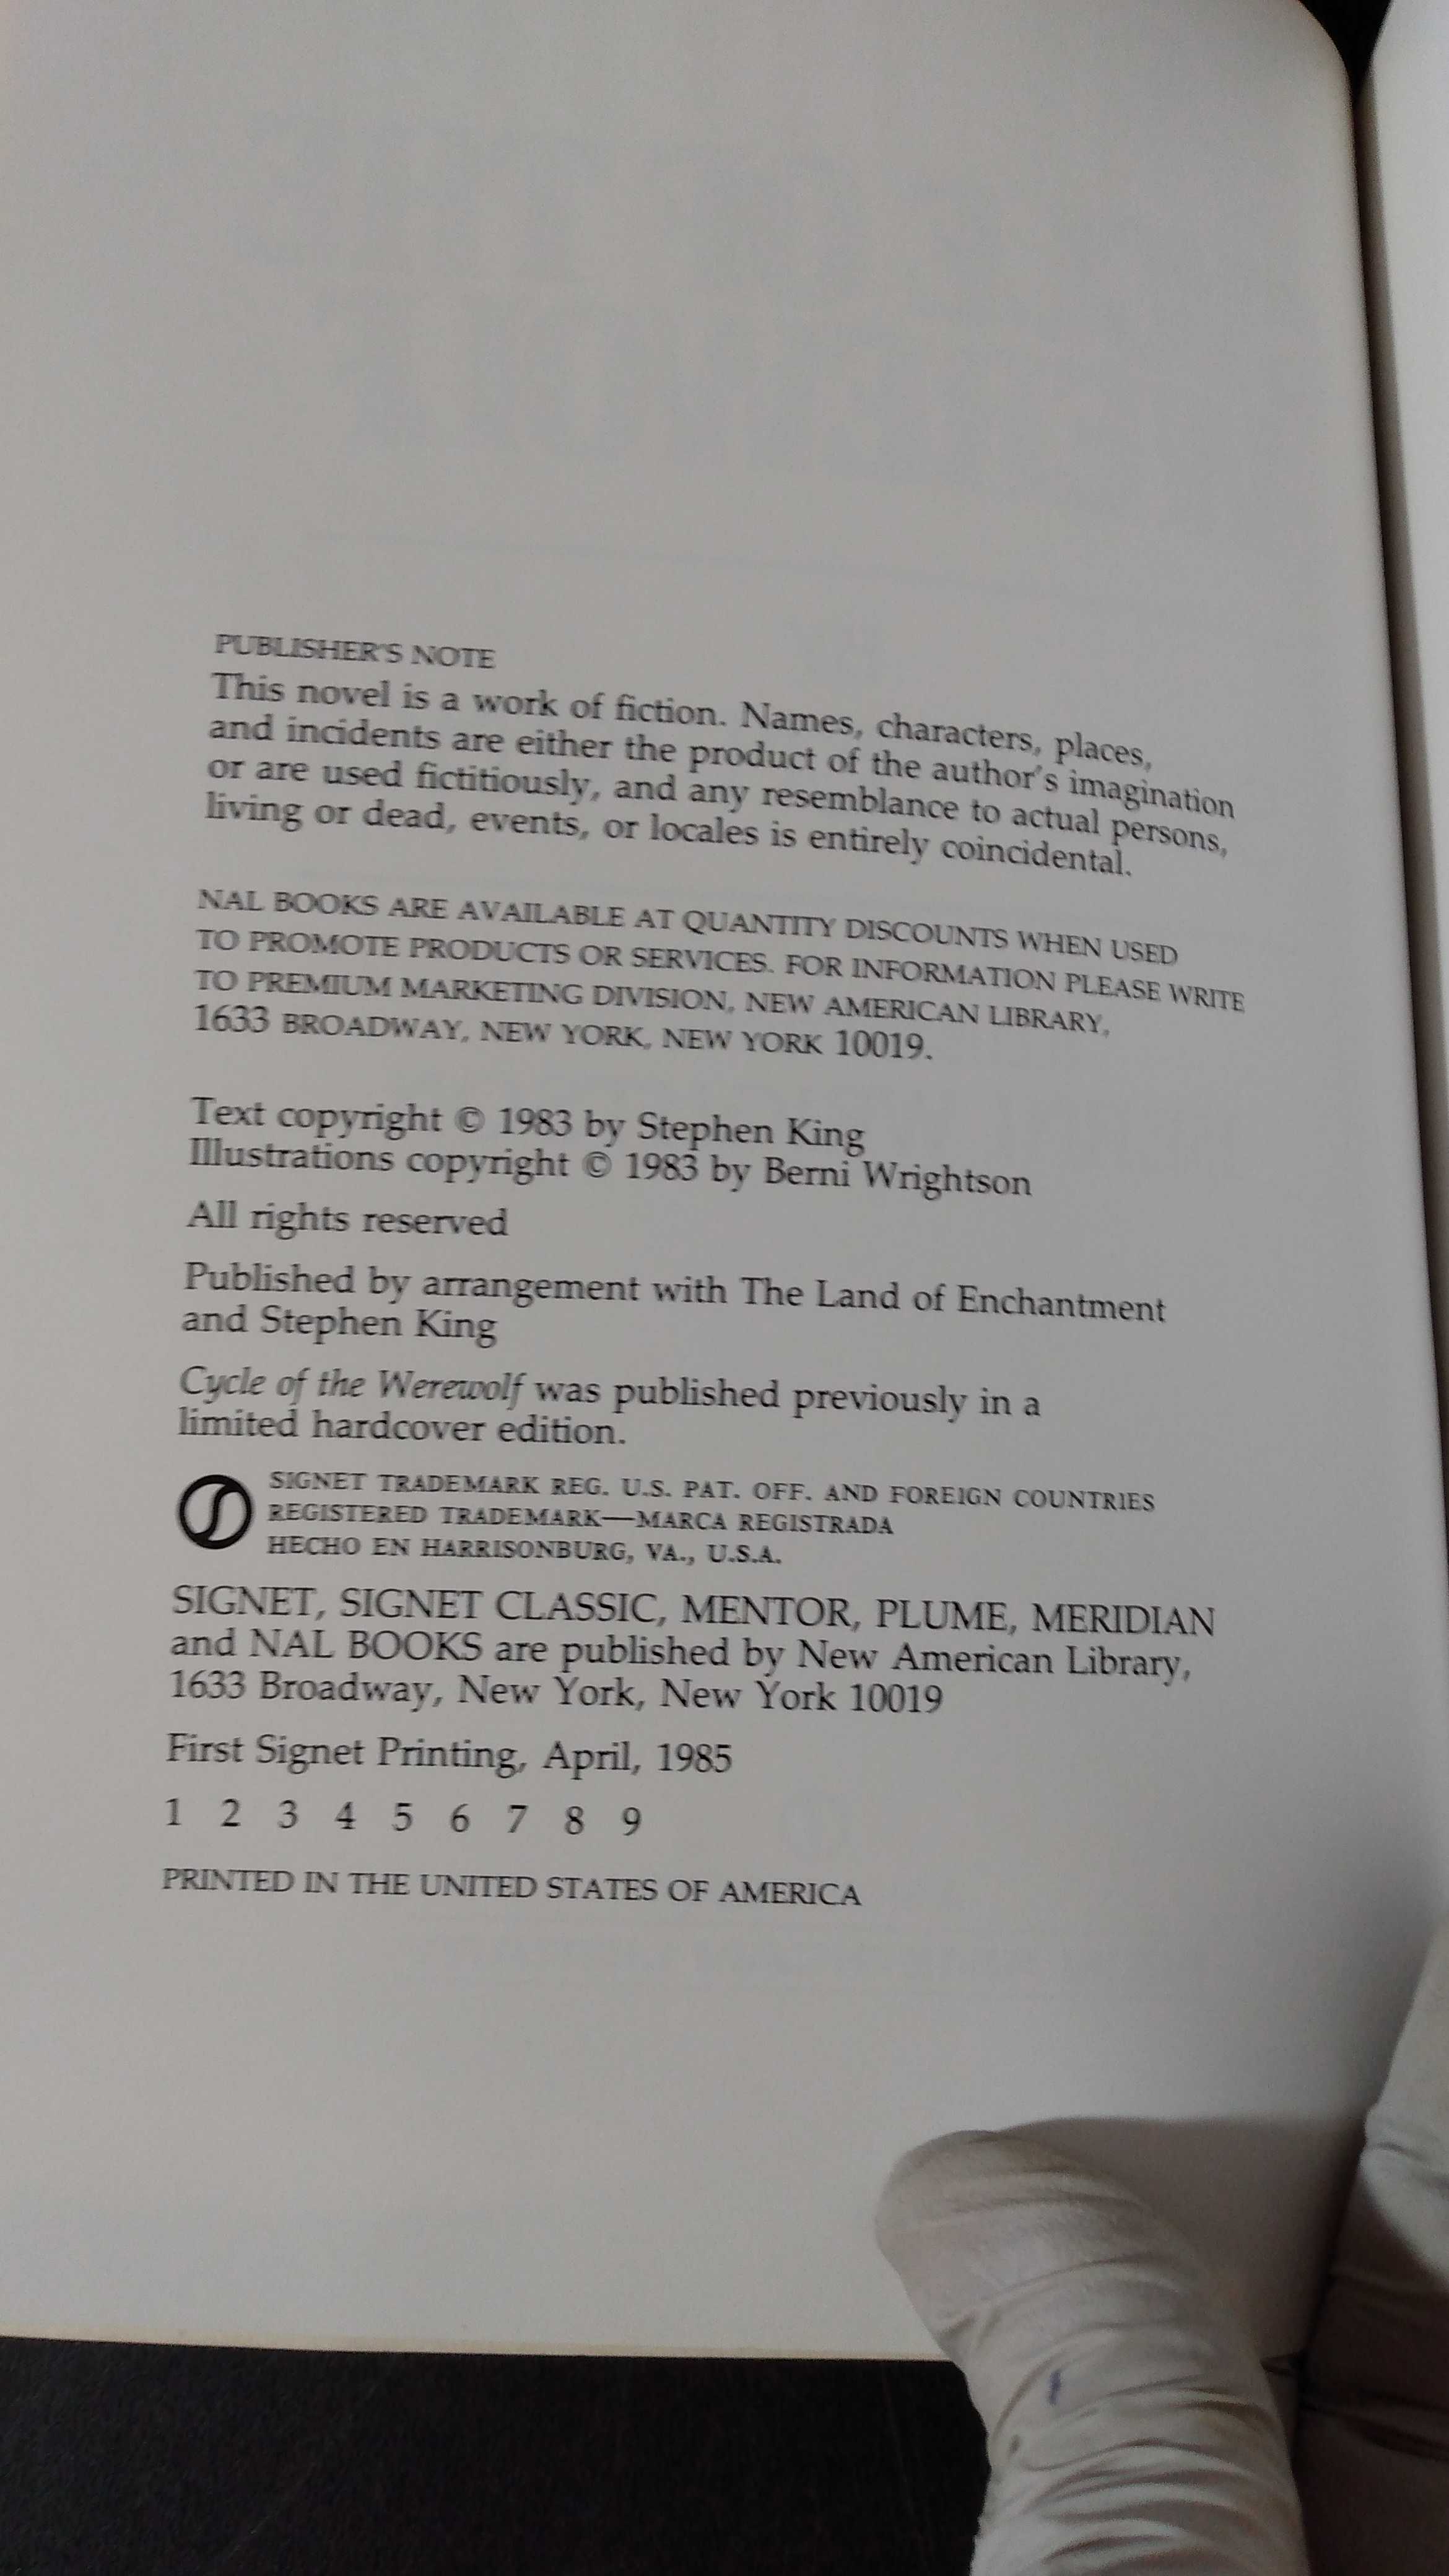 PUBLISHER'S NOTE
This novel is a work of fiction. Names, characters, places,
and incidents are either the product of the author's imagination
or are used fictitiously, and any resemblance to actual persons,
living or dead, events, or locales is entirely coincidental.
NAL BOOKS ARE AVAILABLE AT QUANTITY DISCOUNTS WHEN USED
TO PROMOTE PRODUCTS OR SERVICES. FOR INFORMATION PLEASE WRITE
TO PREMIUM MARKETING DIVISION, NEW AMERICAN LIBRARY,
1633 BROADWAY, NEW YORK, NEW YORK 10019.
Text copyright © 1983 by Stephen King
Illustrations copyright © 1983 by Berni Wrightson
All rights reserved
Published by arrangement with The Land of Enchantment
and Stephen King
Cycle of the Werewolf was published previously in a
limited hardcover edition.
SIGNET TRADEMARK REG. U.S. PAT. OFF. AND FOREIGN COUNTRIES
REGISTERED TRADEMARK—MARCA REGISTRADA
HECHO EN HARRISONBURG, VA., U.S.A.
SIGNET, SIGNET CLASSIC, MENTOR, PLUME, MERIDIAN
and NAL BOOKS are published by New American Library,
1633 Broadway, New York, New York 10019
First Signet Printing, April, 1985
1 2 3 4 5 6 7 8 9
PRINTED IN THE UNITED STATES OF AMERICA